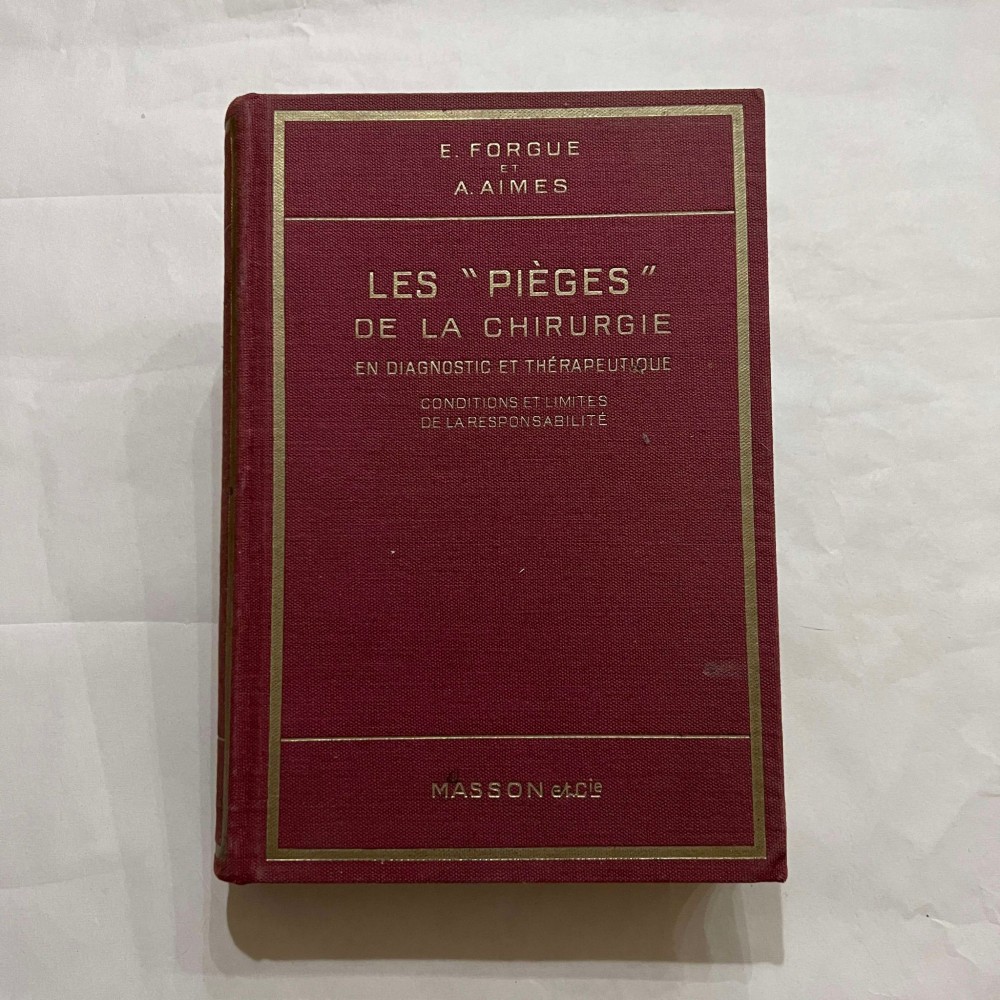 E. FORGUE
ET
A. AIMES
LES "PIÈGES"
DE LA CHIRURGIE
EN DIAGNOSTIC ET THÉRAPEUTIQUE
CONDITIONS ET LIMITES
DE LA RESPONSABILITÉ
MASSON et Cie